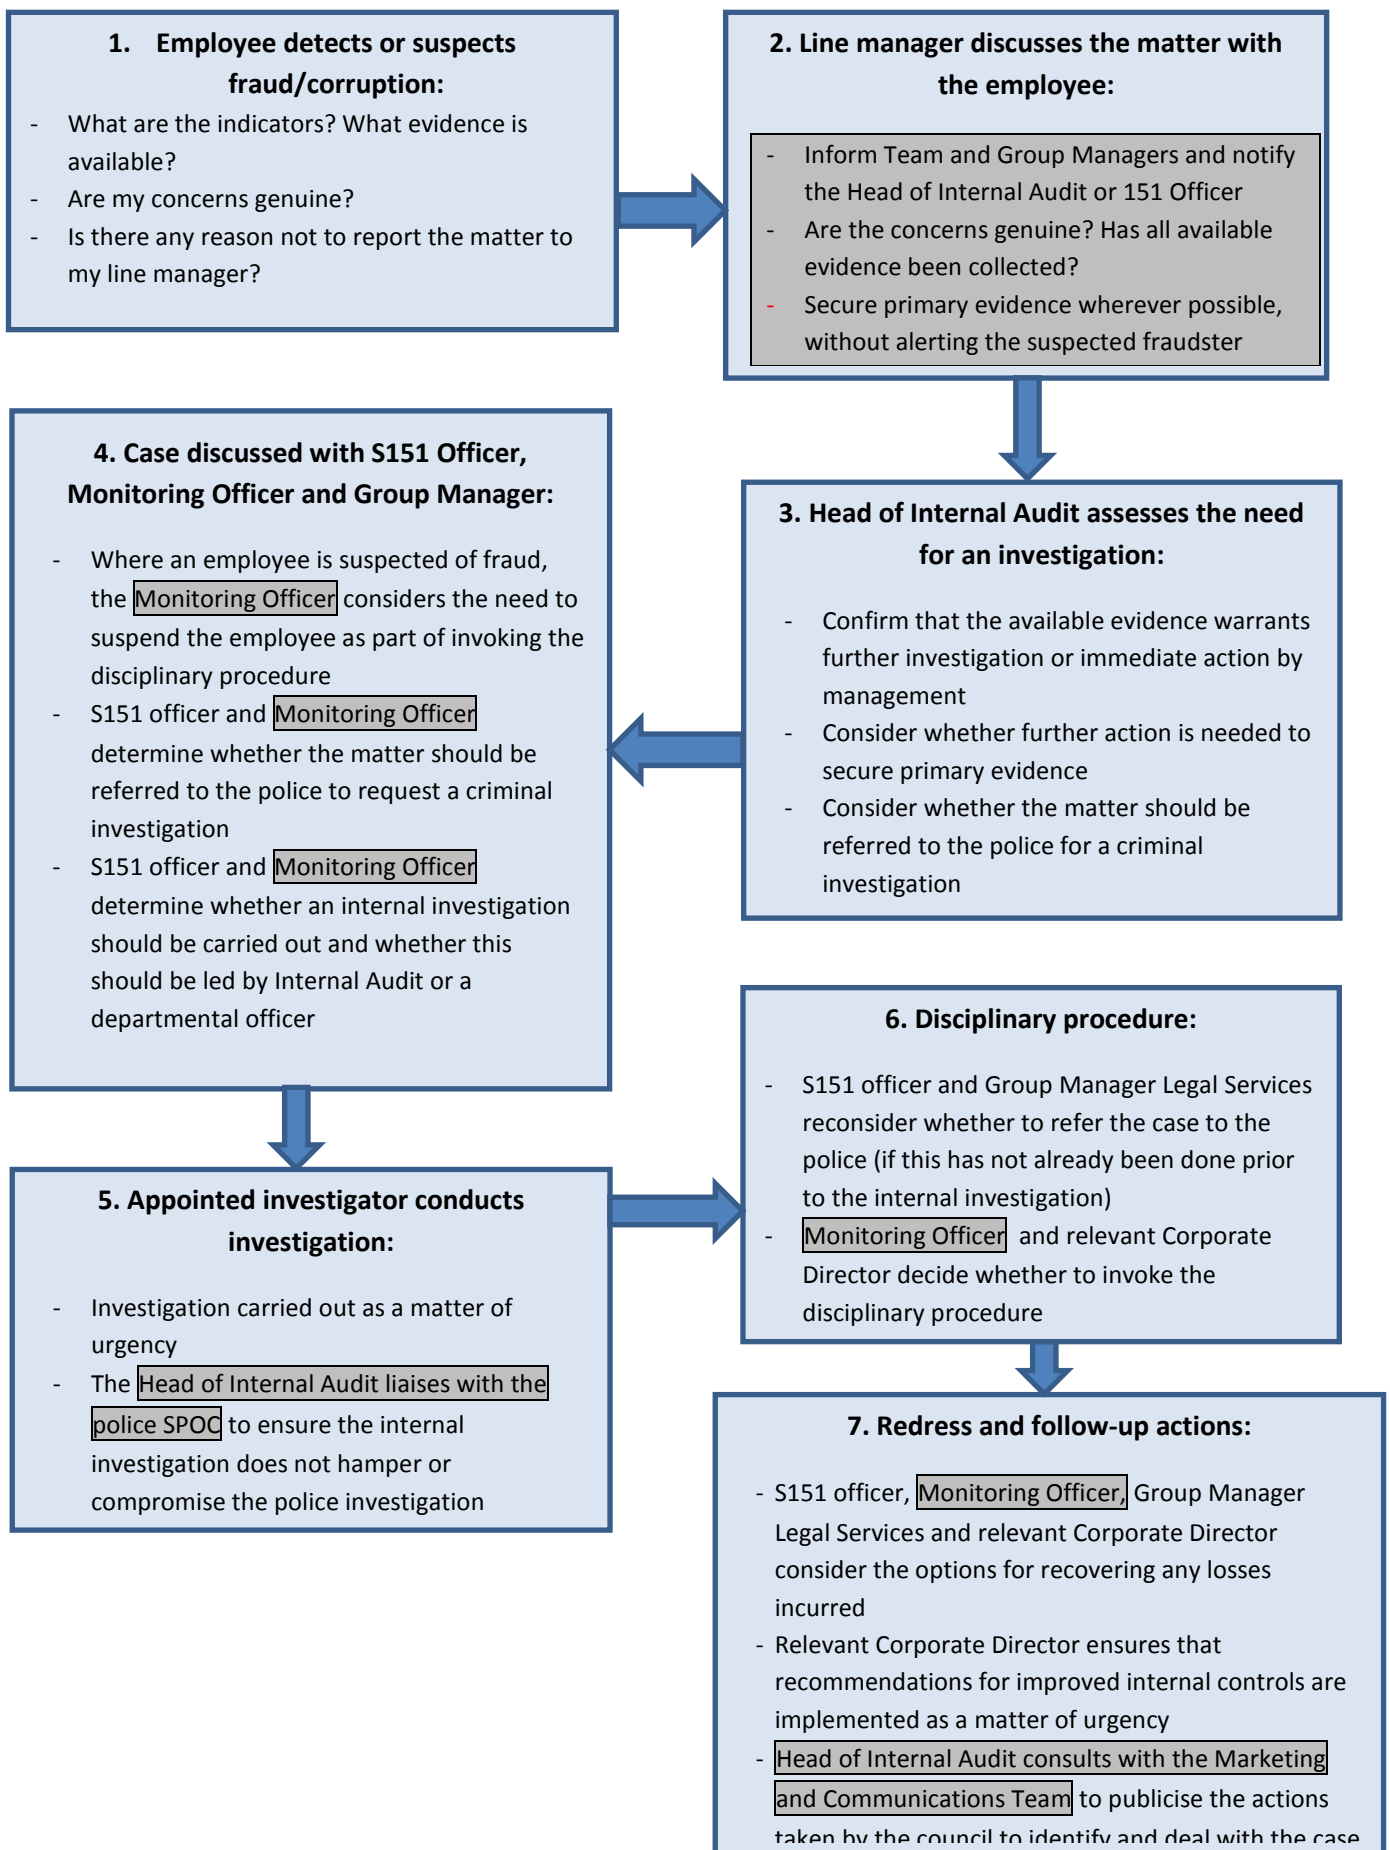 1. Employee detects or suspects
fraud/corruption:
- What are the indicators? What evidence is
available?
- Are my concerns genuine?
- Is there any reason not to report the matter to
my line manager?
2. Line manager discusses the matter with
the employee:
- Inform Team and Group Managers and notify
the Head of Internal Audit or 151 Officer
- Are the concerns genuine? Has all available
evidence been collected?
- Secure primary evidence wherever possible,
without alerting the suspected fraudster
3. Head of Internal Audit assesses the need
for an investigation:
- Confirm that the available evidence warrants
further investigation or immediate action by
management
- Consider whether further action is needed to
secure primary evidence
- Consider whether the matter should be
referred to the police for a criminal
investigation
4. Case discussed with S151 Officer,
Monitoring Officer and Group Manager:
- Where an employee is suspected of fraud,
the Monitoring Officer considers the need to
suspend the employee as part of invoking the
disciplinary procedure
- S151 officer and Monitoring Officer
determine whether the matter should be
referred to the police to request a criminal
investigation
- S151 officer and Monitoring Officer
determine whether an internal investigation
should be carried out and whether this
should be led by Internal Audit or a
departmental officer
5. Appointed investigator conducts
investigation:
- Investigation carried out as a matter of
urgency
- The Head of Internal Audit liaises with the
police SPOC to ensure the internal
investigation does not hamper or
compromise the police investigation
6. Disciplinary procedure:
- S151 officer and Group Manager Legal Services
reconsider whether to refer the case to the
police (if this has not already been done prior
to the internal investigation)
- Monitoring Officer and relevant Corporate
Director decide whether to invoke the
disciplinary procedure
7. Redress and follow-up actions:
- S151 officer, Monitoring Officer, Group Manager
Legal Services and relevant Corporate Director
consider the options for recovering any losses
incurred
- Relevant Corporate Director ensures that
recommendations for improved internal controls are
implemented as a matter of urgency
- Head of Internal Audit consults with the Marketing
and Communications Team to publicise the actions
taken by the council to identify and deal with the case